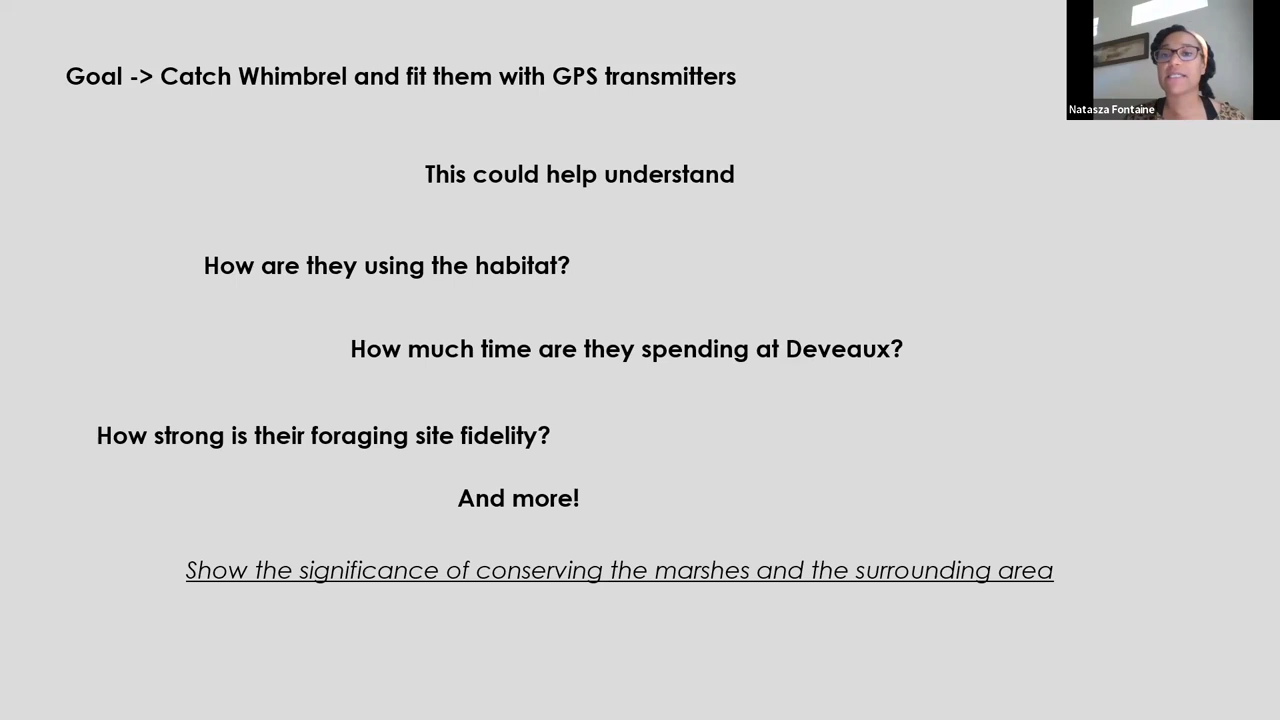 Goal -> Catch Whimbrel and fit them with GPS transmitters
Natasza Fontaine
This could help understand
How are they using the habitat?
How much time are they spending at Deveaux?
How strong is their foraging site fidelity?
And more!
Show the significance of conserving the marshes and the surrounding area